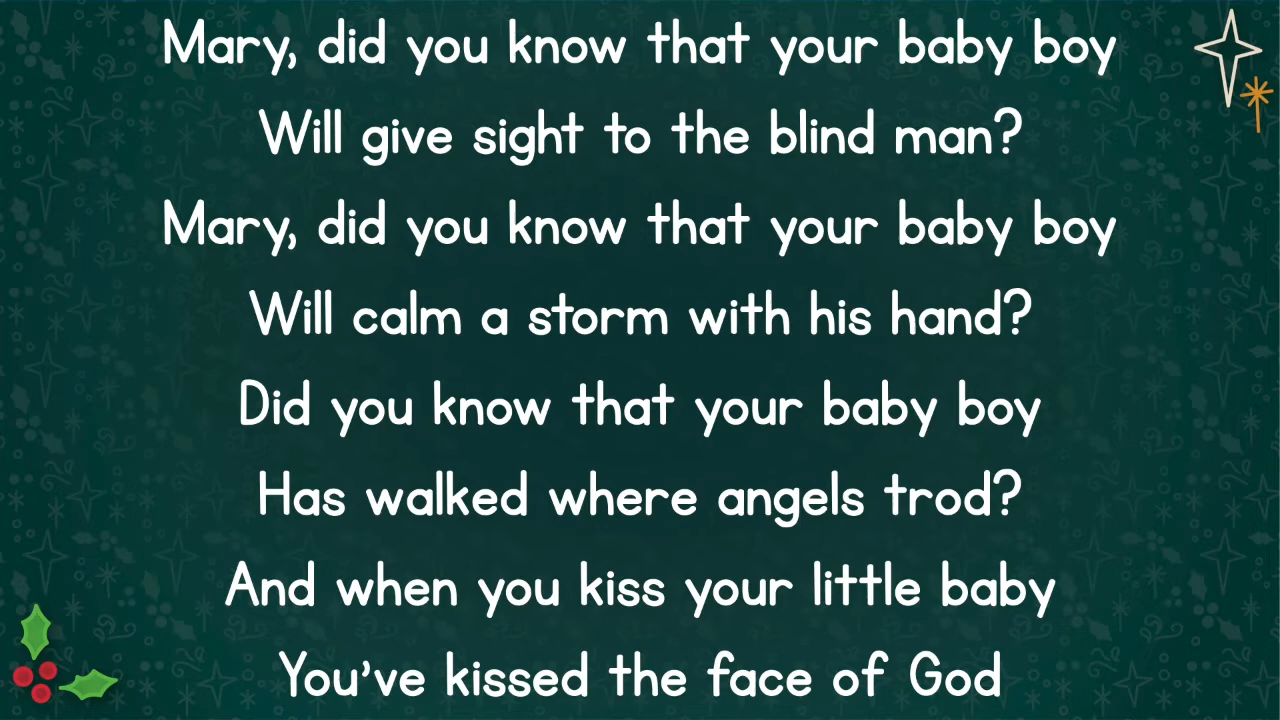 Mary, did you know that your baby boy
Will give sight to the blind man?
Mary, did you know that your baby boy
Will calm a storm with his hand?
Did you know that your baby boy
Has walked where angels trod?
And when you kiss your little baby
You've kissed the face of God